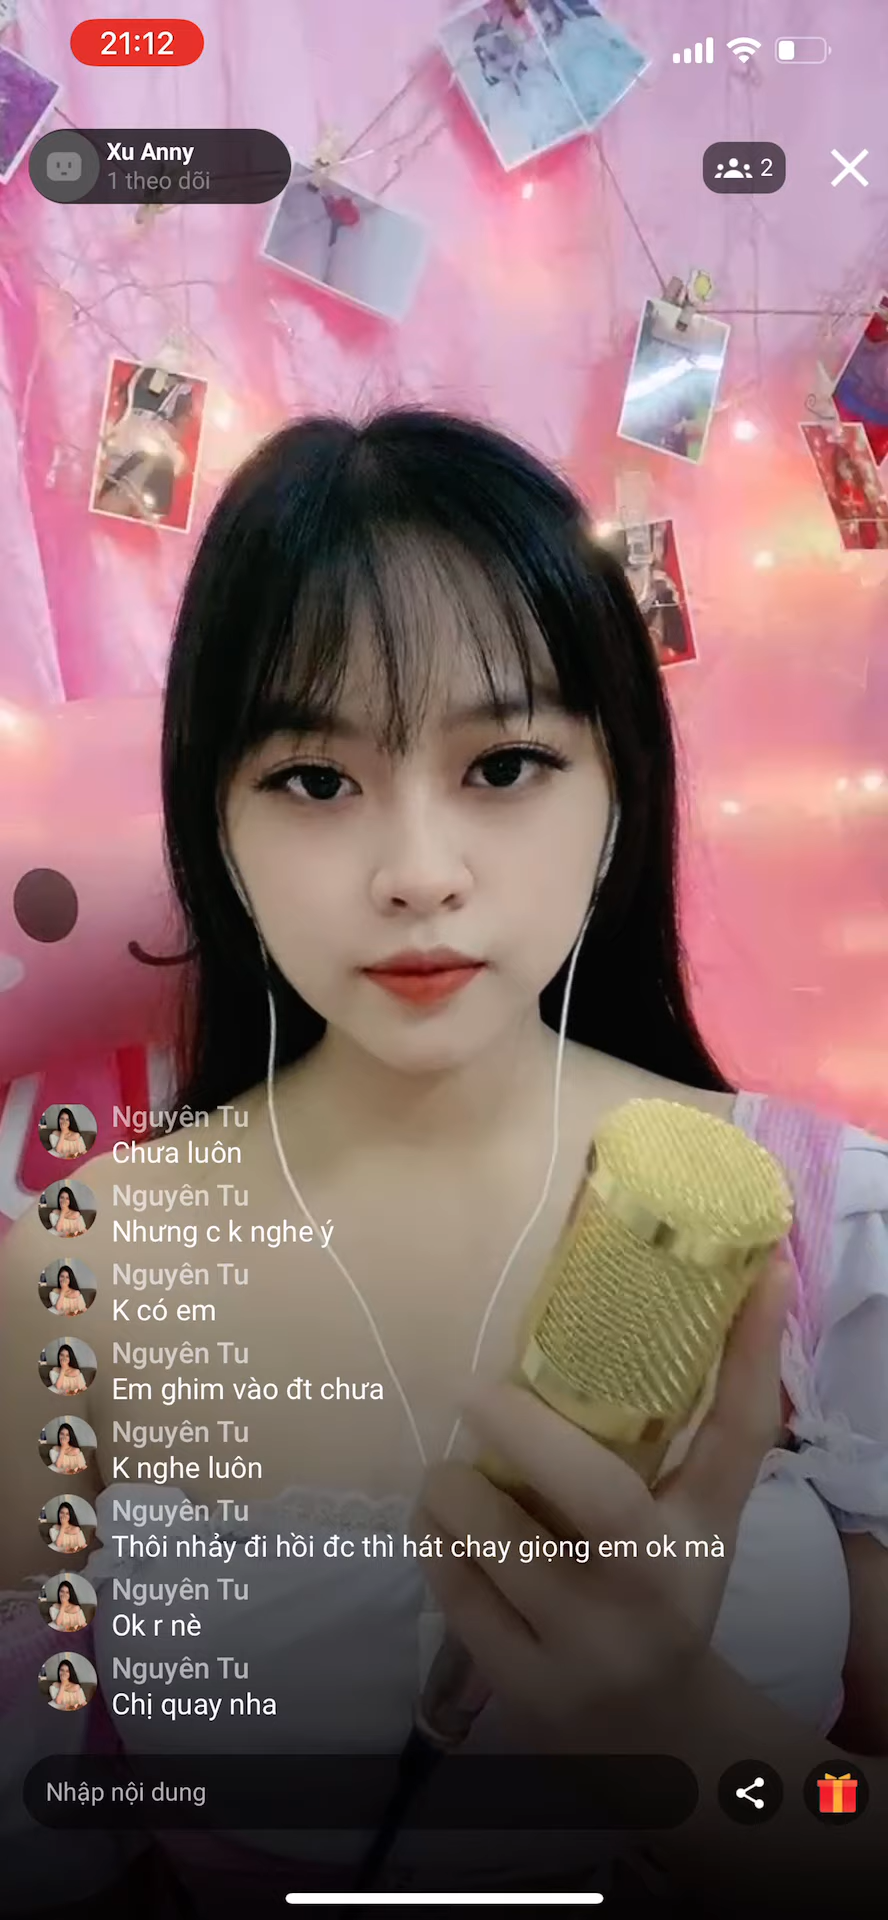 21:12
Xu Anny
1 theo dõi
2
Nguyên Tu
Chưa luôn
Nguyên Tu
Nhưng c k nghe ý
Nguyên Tu
K có em
Nguyên Tu
Em ghim vào đt chưa
Nguyên Tu
K nghe luôn
Nguyên Tu
Thôi nhảy đi hồi đc thì hát chay giọng em ok mà
Nguyên Tu
Ok r nè
Nguyên Tu
Chị quay nha
Nhập nội dung